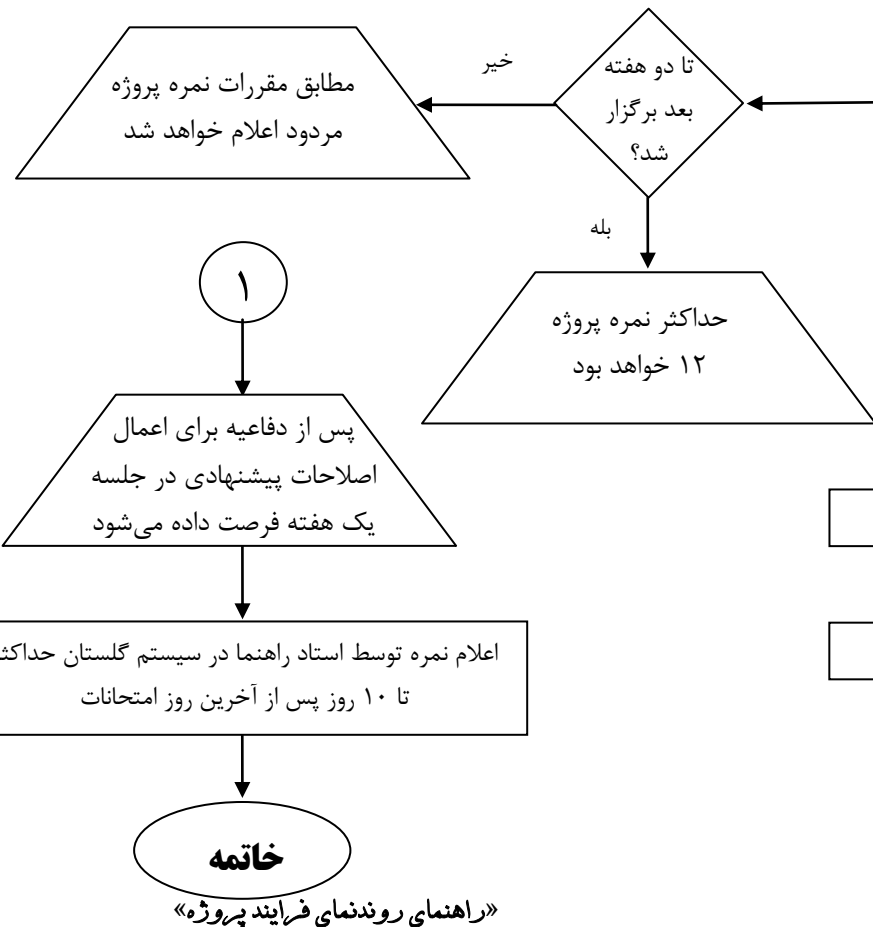 تا دو هفته
بعد برگزار
شد؟
خیر
مطابق مقررات نمره پروژه
مردود اعلام خواهد شد
بله
حداکثر نمره پروژه
۱۲ خواهد بود
۱
پس از دفاعیه برای اعمال
اصلاحات پیشنهادی در جلسه
یک هفته فرصت داده می‌شود
اعلام نمره توسط استاد راهنما در سیستم گلستان حداکثر
تا ۱۰ روز پس از آخرین روز امتحانات
خاتمه
«راهنمای روندنمای فرایند پروژه»